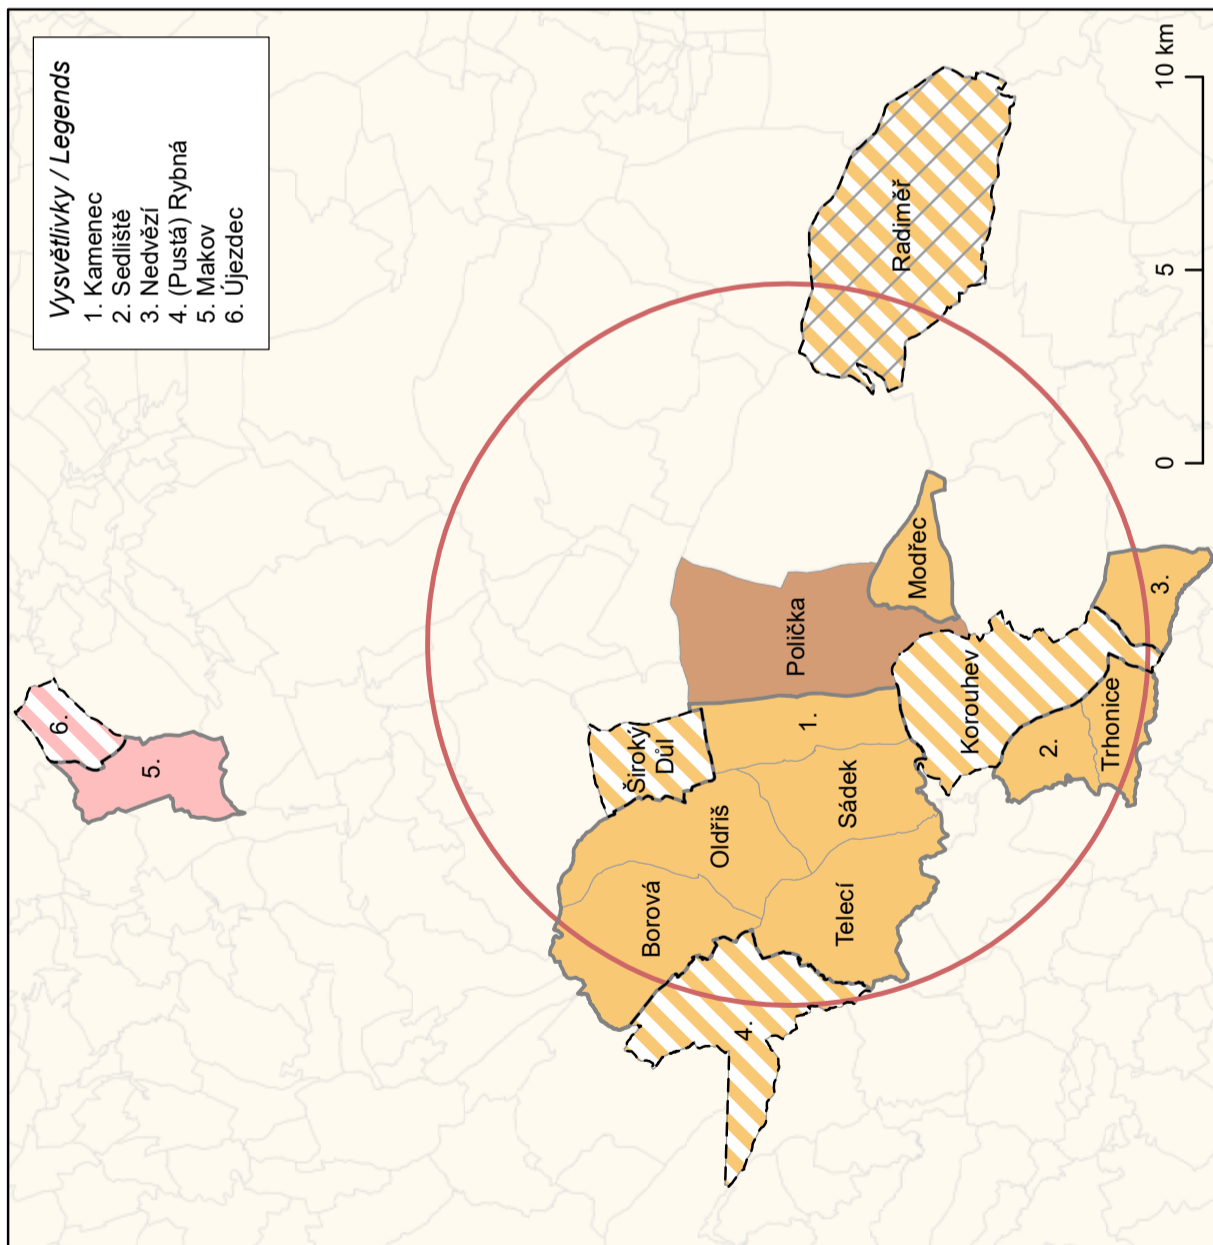 Vysvětlivky / Legends
1. Kamenec
2. Sedliště
3. Nedvězí
4. (Pustá) Rybná
5. Makov
6. Újezdec
6.
5.
Široký
Důl
Polička
Radiměř
Borová
Oldřiš
1.
Modřec
Telecí
Sádek
4.
Korouhev
2.
Trhonice
3.
0
5
10 km